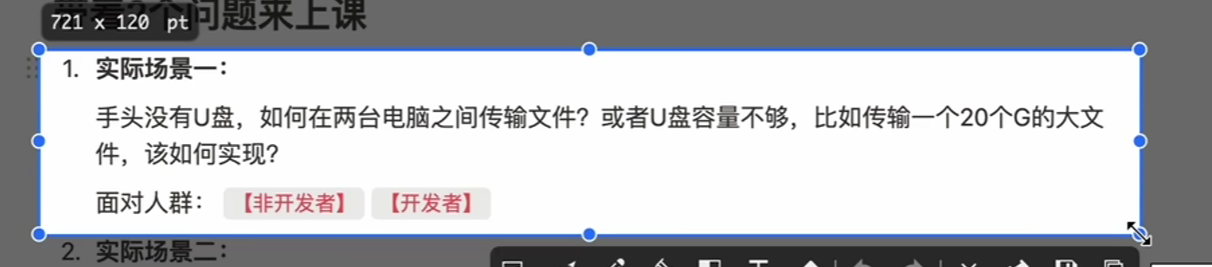 带着2个问题来上课
721 x 120 pt
1. 实际场景一：
手头没有U盘，如何在两台电脑之间传输文件？或者U盘容量不够，比如传输一个20个G的大文
件，该如何实现？
面对人群：【非开发者】【开发者】
2. 实际场景二：